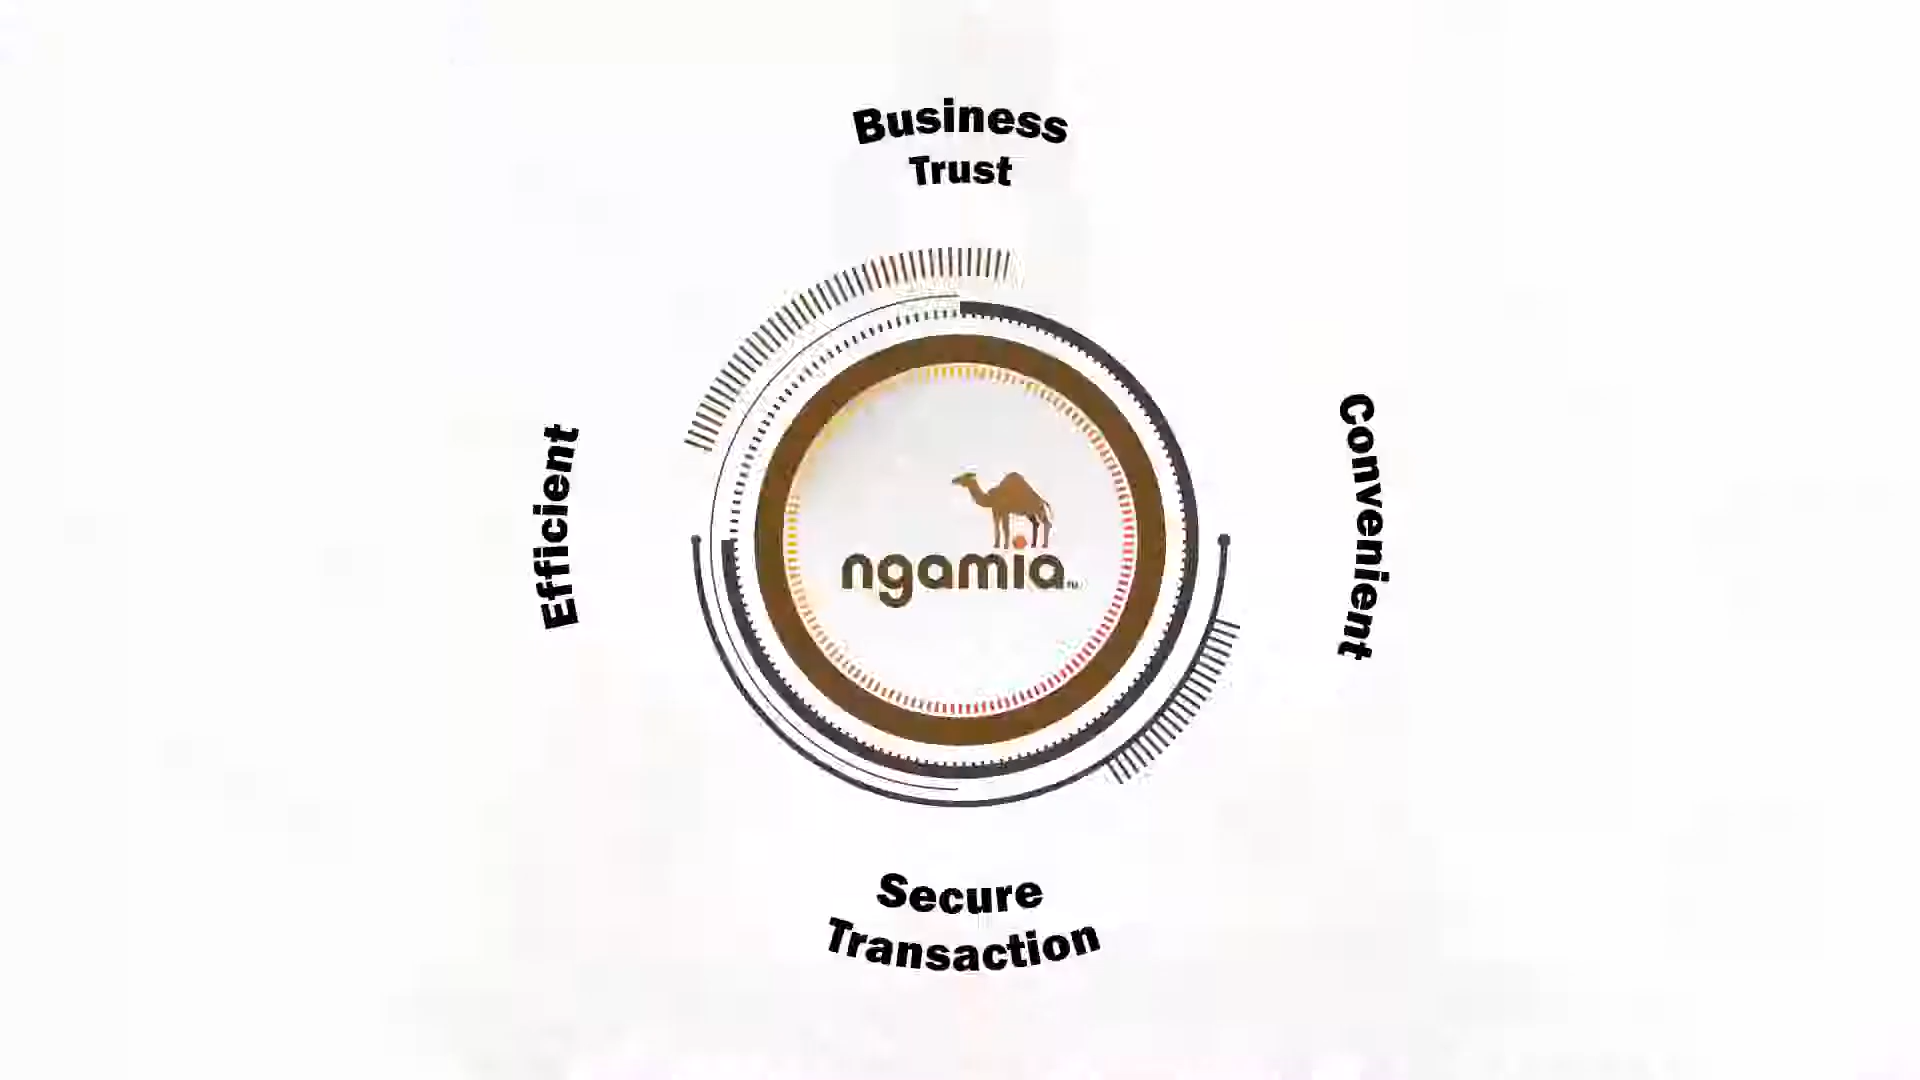 Business
Trust
Efficient
Convenient
ngamia
Secure
Transaction